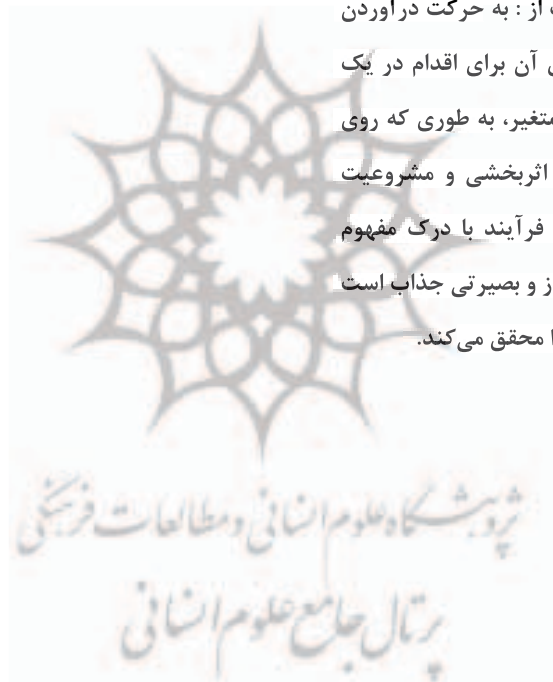 از : به حرکت درآوردن
آن برای اقدام در یک
متغیر، به طوری که روی
اثربخشی و مشروعیت
فرآیند با درک مفهوم
از و بصیرتی جذاب است
محقق می‌کند.
پژوهشگاه علوم انسانی و مطالعات فرهنگی
پرتال جامع علوم انسانی